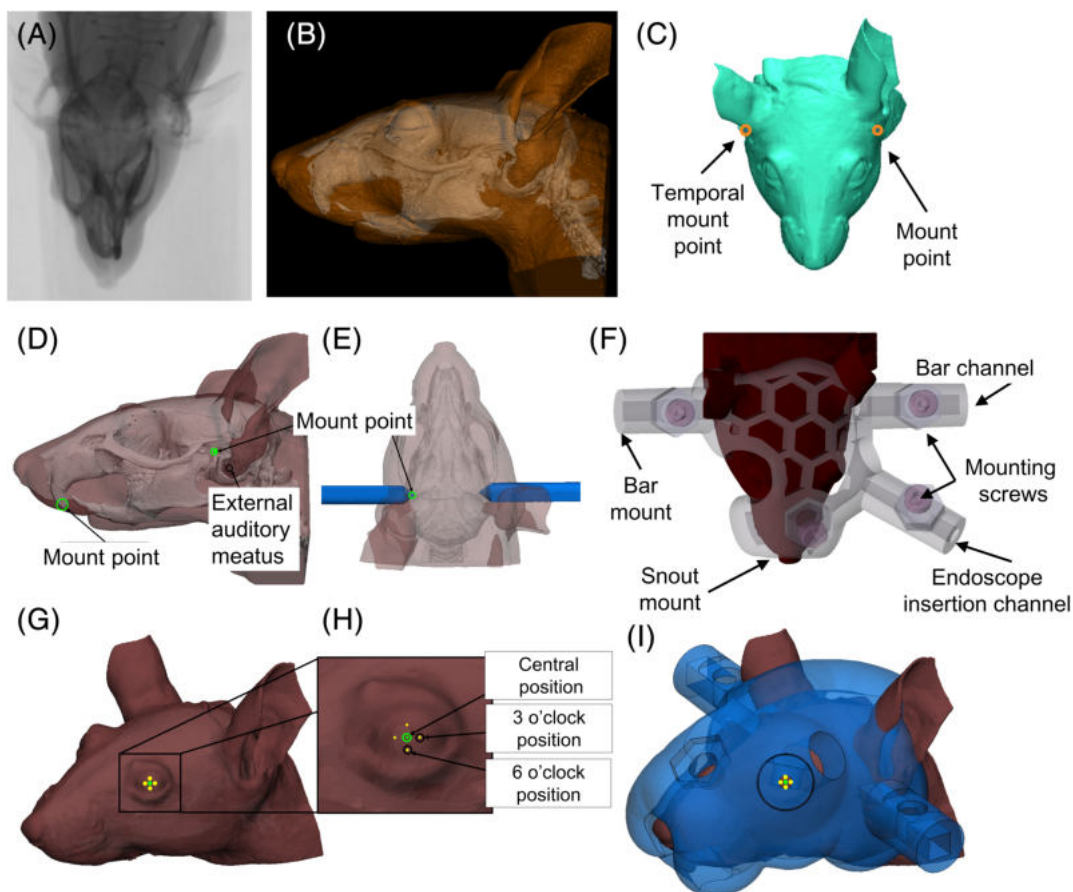 (A)
(B)
(C)
Temporal
mount
point
Mount
point
(D)
(E)
Mount point
External
auditory
meatus
Mount point
(F)
Bar channel
Bar
mount
Mounting
screws
Snout
mount
Endoscope
insertion channel
(G)
(H)
Central
position
3 o'clock
position
6 o'clock
position
(I)